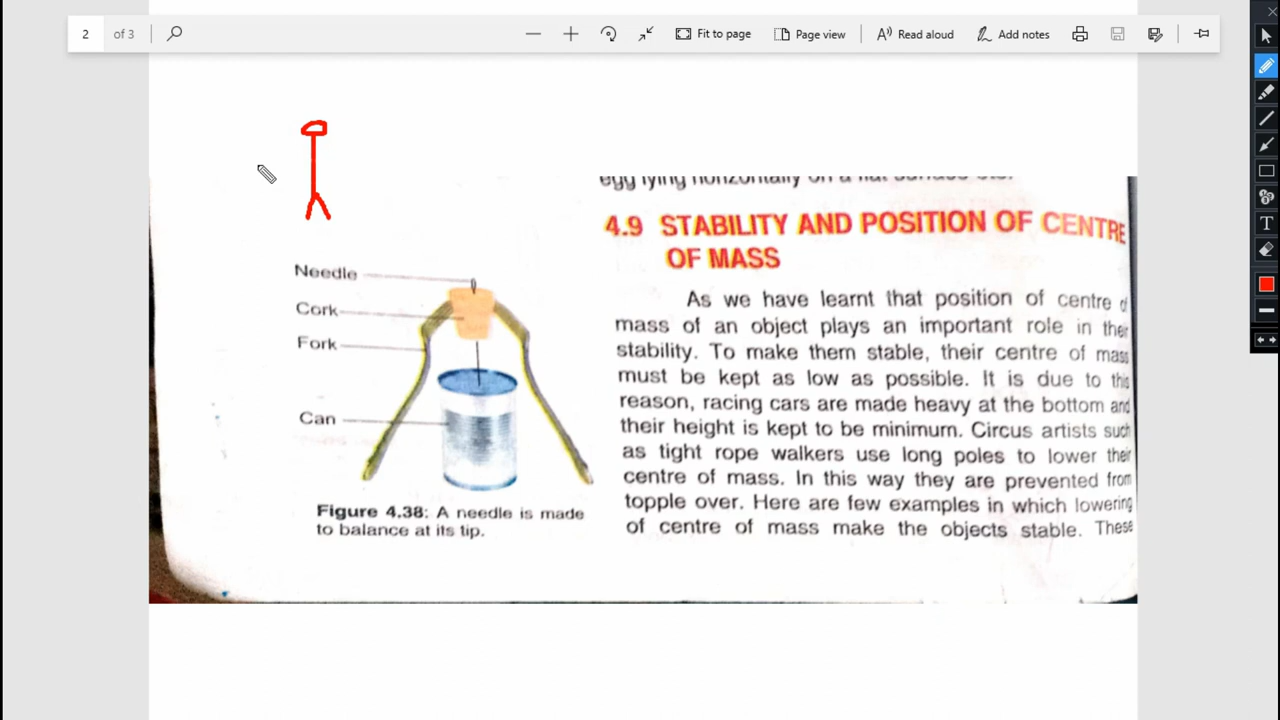 2 of 3 Fit to page Page view Read aloud Add notes
T
egg lying horizontally on a flat surface etc.
4.9 STABILITY AND POSITION OF CENTRE
OF MASS
As we have learnt that position of centre of
mass of an object plays an important role in their
stability. To make them stable, their centre of mass
must be kept as low as possible. It is due to this
reason, racing cars are made heavy at the bottom and
their height is kept to be minimum. Circus artists such
as tight rope walkers use long poles to lower their
centre of mass. In this way they are prevented from
topple over. Here are few examples in which lowering
of centre of mass make the objects stable. These
Needle
Cork
Fork
Can
Figure 4.38: A needle is made
to balance at its tip.